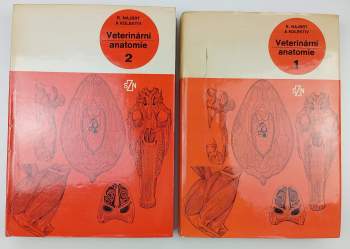 R. NAJBRT
A KOLEKTIV
Veterinární
anatomie
2
SZN
R. NAJBRT
A KOLEKTIV
Veterinární
anatomie
1
SZN